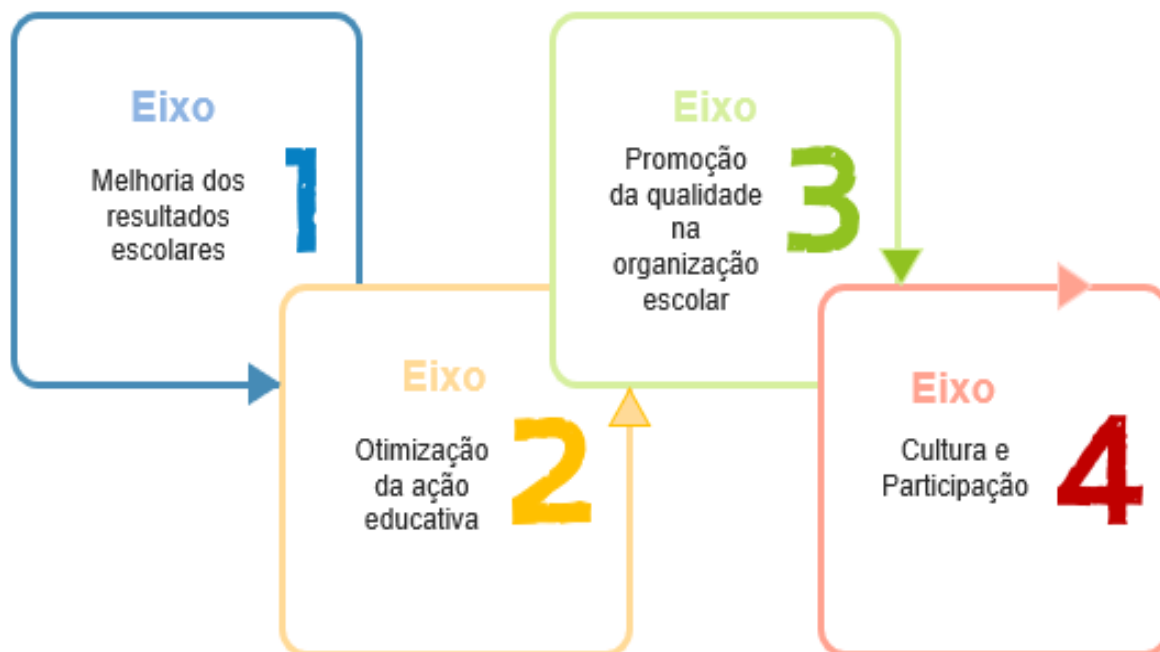 Eixo
1
Melhoria dos
resultados
escolares
Eixo
2
Otimização
da ação
educativa
Eixo
3
Promoção
da qualidade
na
organização
escolar
Eixo
4
Cultura e
Participação